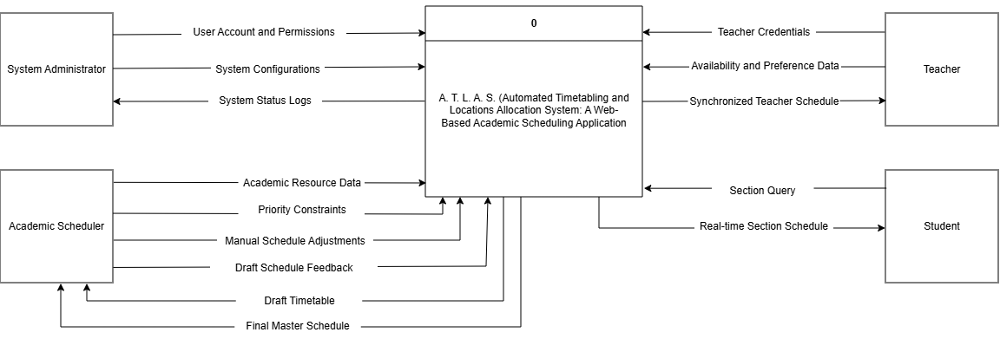 0
User Account and Permissions
Teacher Credentials
System Administrator
System Configurations
Availability and Preference Data
Teacher
System Status Logs
A. T. L. A. S. (Automated Timetabling and
Locations Allocation System: A Web-
Based Academic Scheduling Application
Synchronized Teacher Schedule
Academic Resource Data
Section Query
Priority Constraints
Academic Scheduler
Real-time Section Schedule
Student
Manual Schedule Adjustments
Draft Schedule Feedback
Draft Timetable
Final Master Schedule